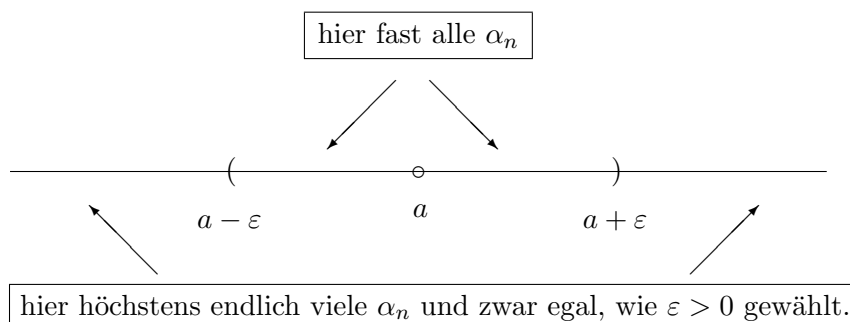 hier fast alle αₙ
( )
a − ε a a + ε
hier höchstens endlich viele αₙ und zwar egal, wie ε > 0 gewählt.